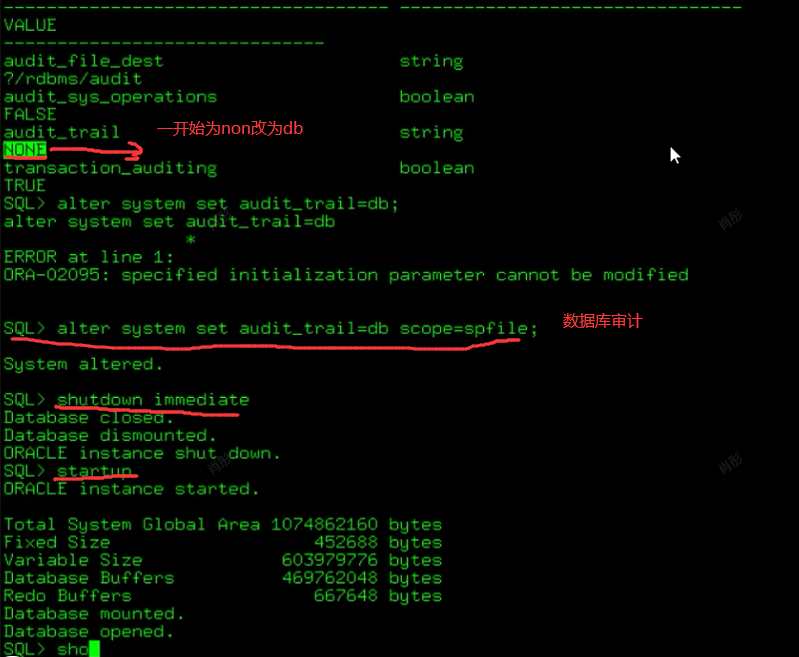 VALUE
audit_file_dest string
?/rdbms/audit
audit_sys_operations boolean
FALSE
audit_trail string
一开始为non改为db
NONE
transaction_auditing boolean
TRUE
SQL> alter system set audit_trail=db;
alter system set audit_trail=db
*
ERROR at line 1:
ORA-02095: specified initialization parameter cannot be modified
SQL> alter system set audit_trail=db scope=spfile;
数据库审计
System altered.
SQL> shutdown immediate
Database closed.
Database dismounted.
ORACLE instance shut down.
SQL> startup
ORACLE instance started.
Total System Global Area 1074862160 bytes
Fixed Size 452688 bytes
Variable Size 603979776 bytes
Database Buffers 469762048 bytes
Redo Buffers 667648 bytes
Database mounted.
Database opened.
SQL> sho
肖彤
肖彤
肖彤